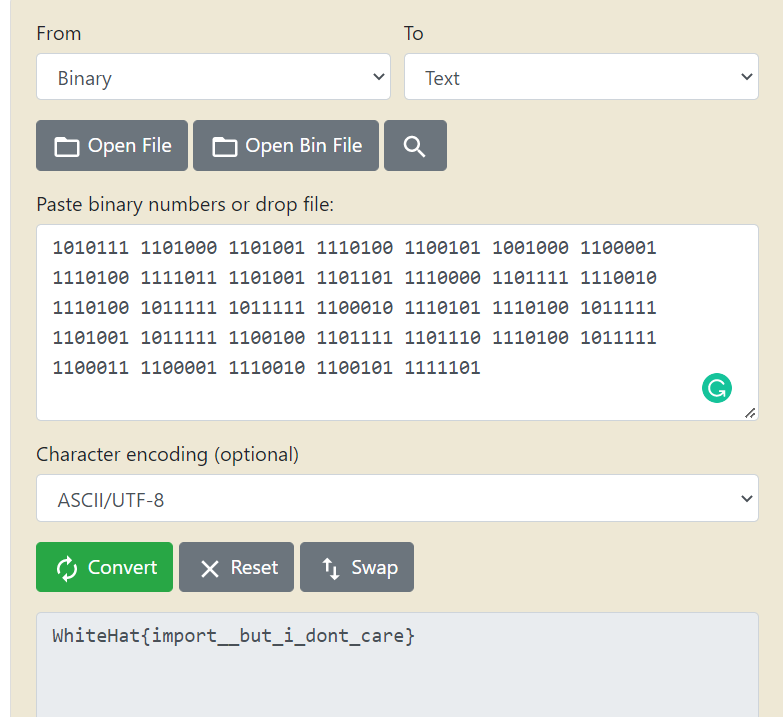 From To
Binary Text
Open File Open Bin File
Paste binary numbers or drop file:
1010111 1101000 1101001 1110100 1100101 1001000 1100001
1110100 1111011 1101001 1101101 1110000 1101111 1110010
1110100 1011111 1011111 1100010 1110101 1110100 1011111
1101001 1011111 1100100 1101111 1101110 1110100 1011111
1100011 1100001 1110010 1100101 1111101
Character encoding (optional)
ASCII/UTF-8
Convert Reset Swap
WhiteHat{import__but_i_dont_care}